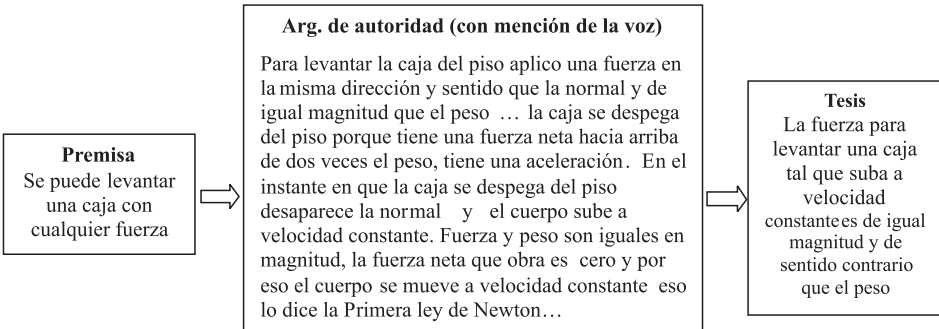 Premisa
Se puede levantar
una caja con
cualquier fuerza
Arg. de autoridad (con mención de la voz)
Para levantar la caja del piso aplico una fuerza en
la misma dirección y sentido que la normal y de
igual magnitud que el peso … la caja se despega
del piso porque tiene una fuerza neta hacia arriba
de dos veces el peso, tiene una aceleración. En el
instante en que la caja se despega del piso
desaparece la normal y el cuerpo sube a
velocidad constante. Fuerza y peso son iguales en
magnitud, la fuerza neta que obra es cero y por
eso el cuerpo se mueve a velocidad constante eso
lo dice la Primera ley de Newton…
Tesis
La fuerza para
levantar una caja
tal que suba a
velocidad
constantees de igual
magnitud y de
sentido contrario
que el peso